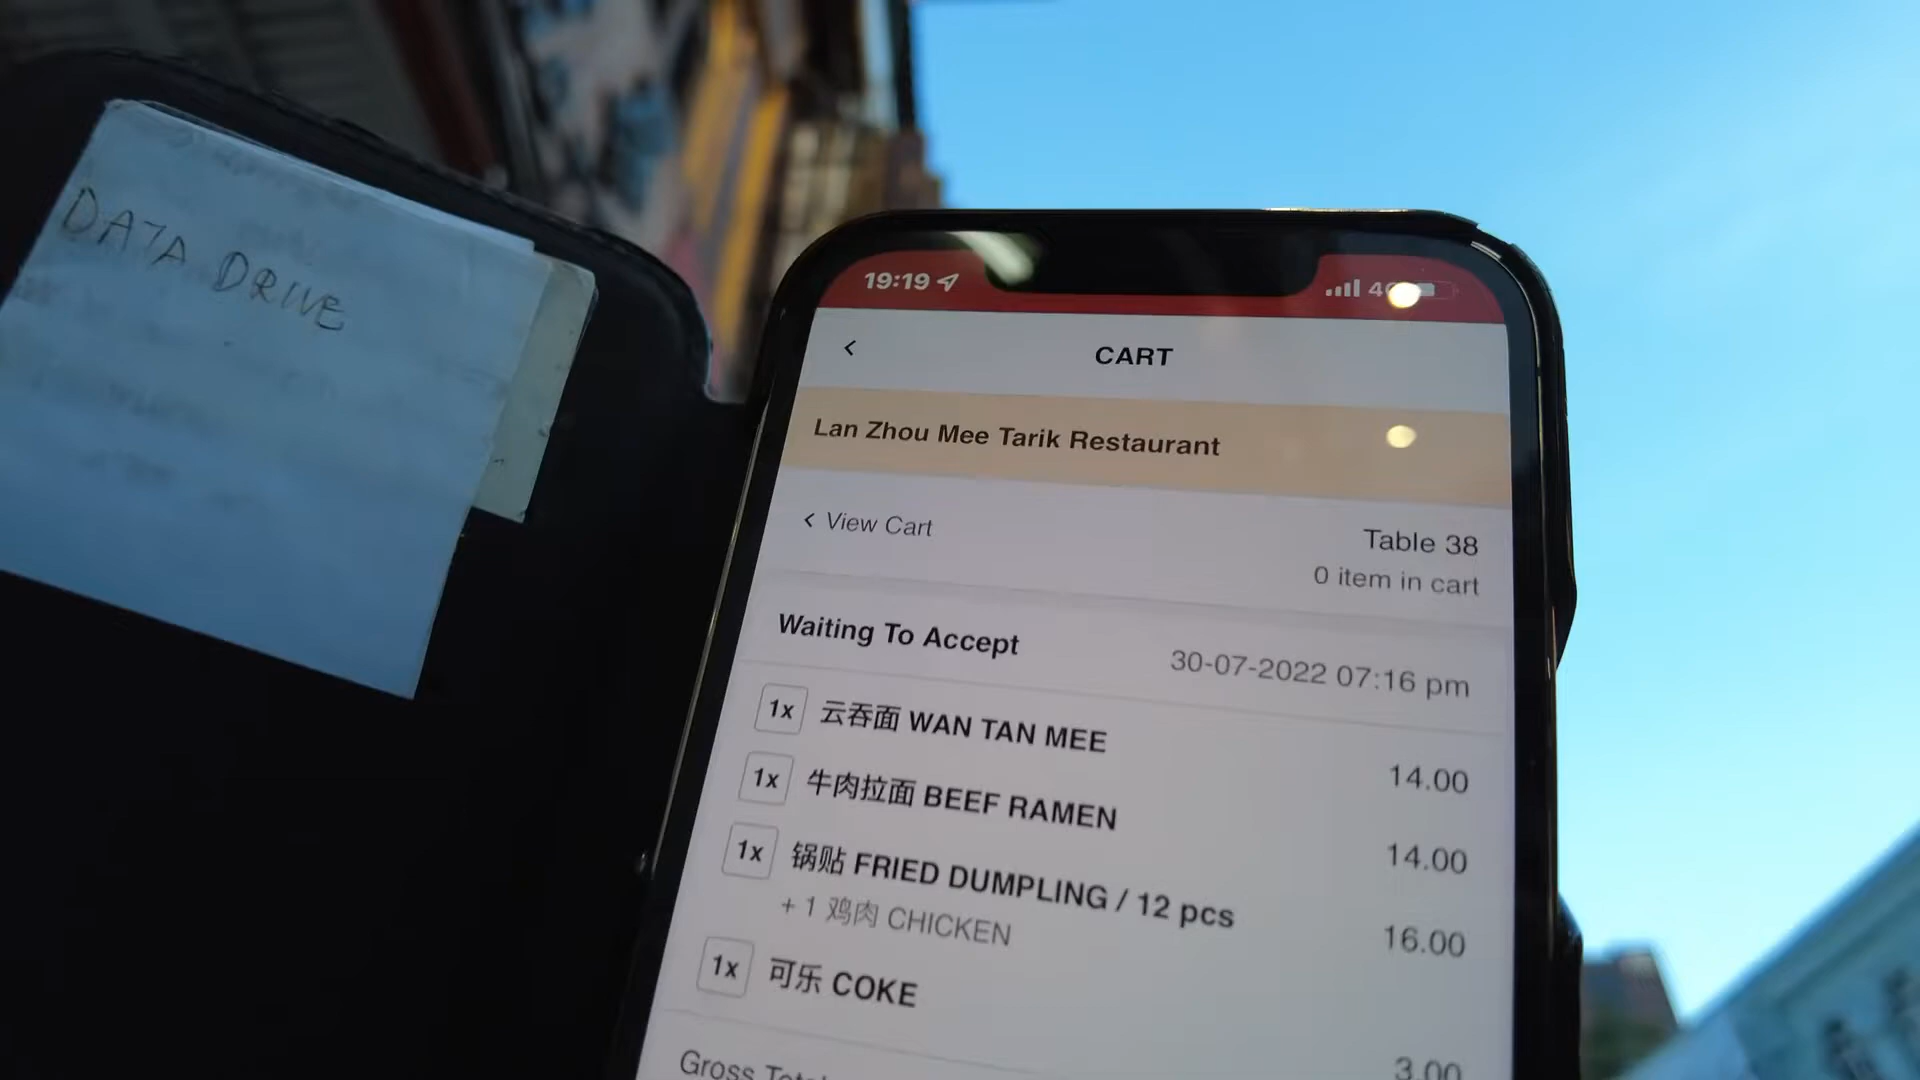 DATA DRIVE
19:19
CART
Lan Zhou Mee Tarik Restaurant
View Cart
Table 38
0 item in cart
Waiting To Accept
30-07-2022 07:16 pm
1x 云吞面 WAN TAN MEE 14.00
1x 牛肉拉面 BEEF RAMEN 14.00
1x 锅贴 FRIED DUMPLING / 12 pcs 16.00
+ 1 鸡肉 CHICKEN
1x 可乐 COKE 3.00
Gross